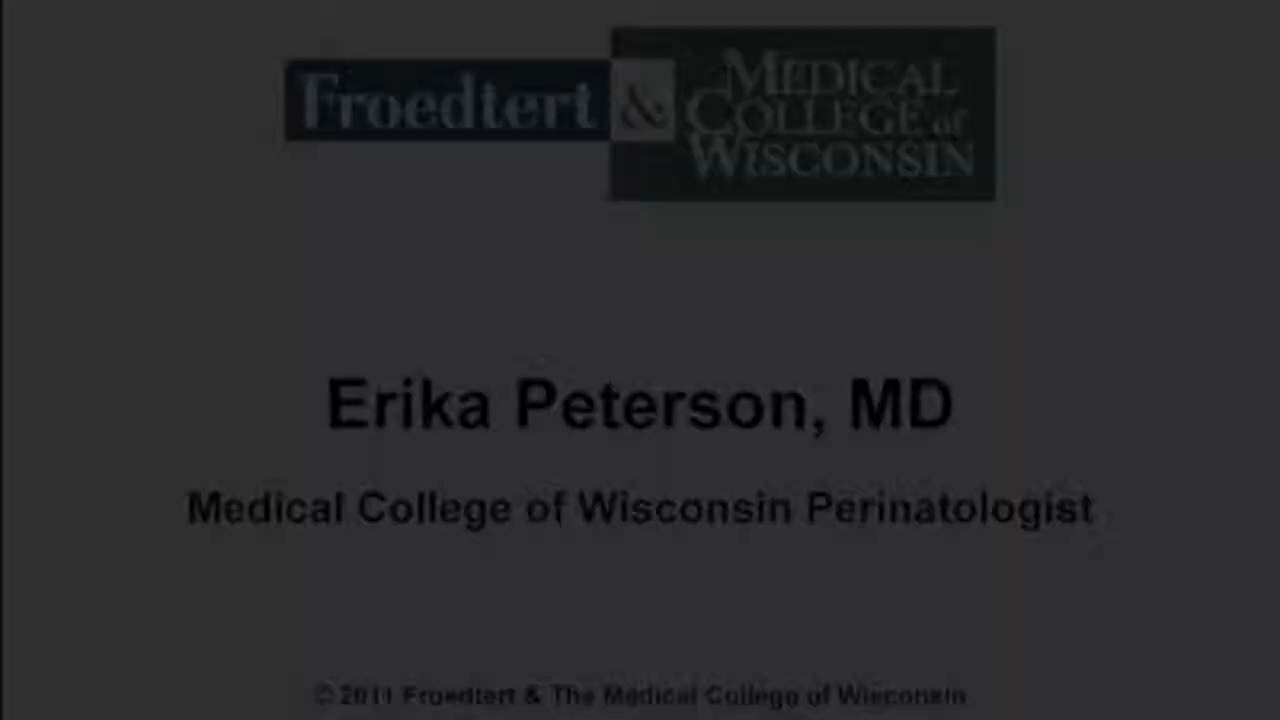 Froedtert & MEDICAL COLLEGE of WISCONSIN
Erika Peterson, MD
Medical College of Wisconsin Perinatologist
© 2011 Froedtert & The Medical College of Wisconsin